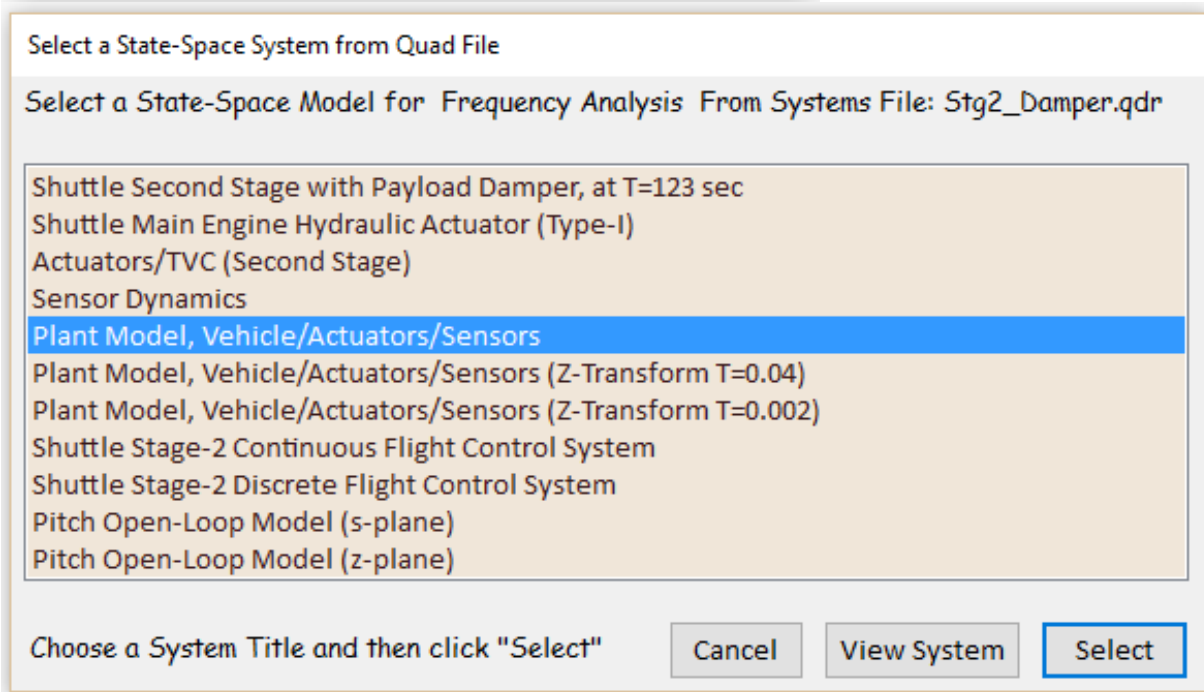 Select a State-Space System from Quad File
Select a State-Space Model for Frequency Analysis From Systems File: Stg2_Damper.qdr
Shuttle Second Stage with Payload Damper, at T=123 sec
Shuttle Main Engine Hydraulic Actuator (Type-I)
Actuators/TVC (Second Stage)
Sensor Dynamics
Plant Model, Vehicle/Actuators/Sensors
Plant Model, Vehicle/Actuators/Sensors (Z-Transform T=0.04)
Plant Model, Vehicle/Actuators/Sensors (Z-Transform T=0.002)
Shuttle Stage-2 Continuous Flight Control System
Shuttle Stage-2 Discrete Flight Control System
Pitch Open-Loop Model (s-plane)
Pitch Open-Loop Model (z-plane)
Choose a System Title and then click "Select"
Cancel
View System
Select